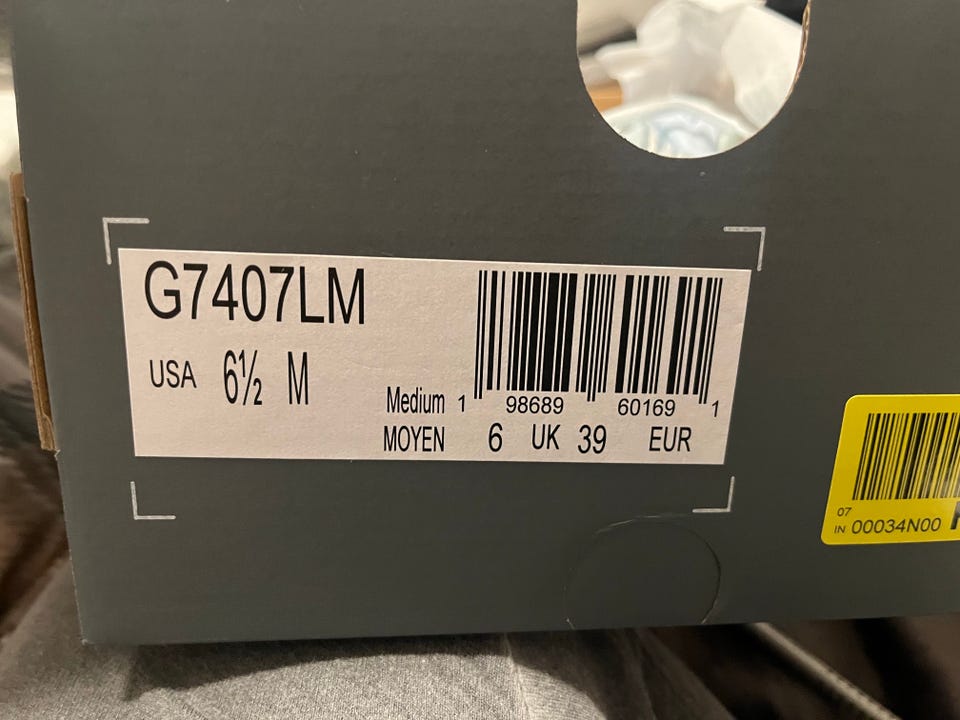 G7407LM
USA 6½ M
Medium 1 98689 60169 1
MOYEN 6 UK 39 EUR
07
IN 00034N00